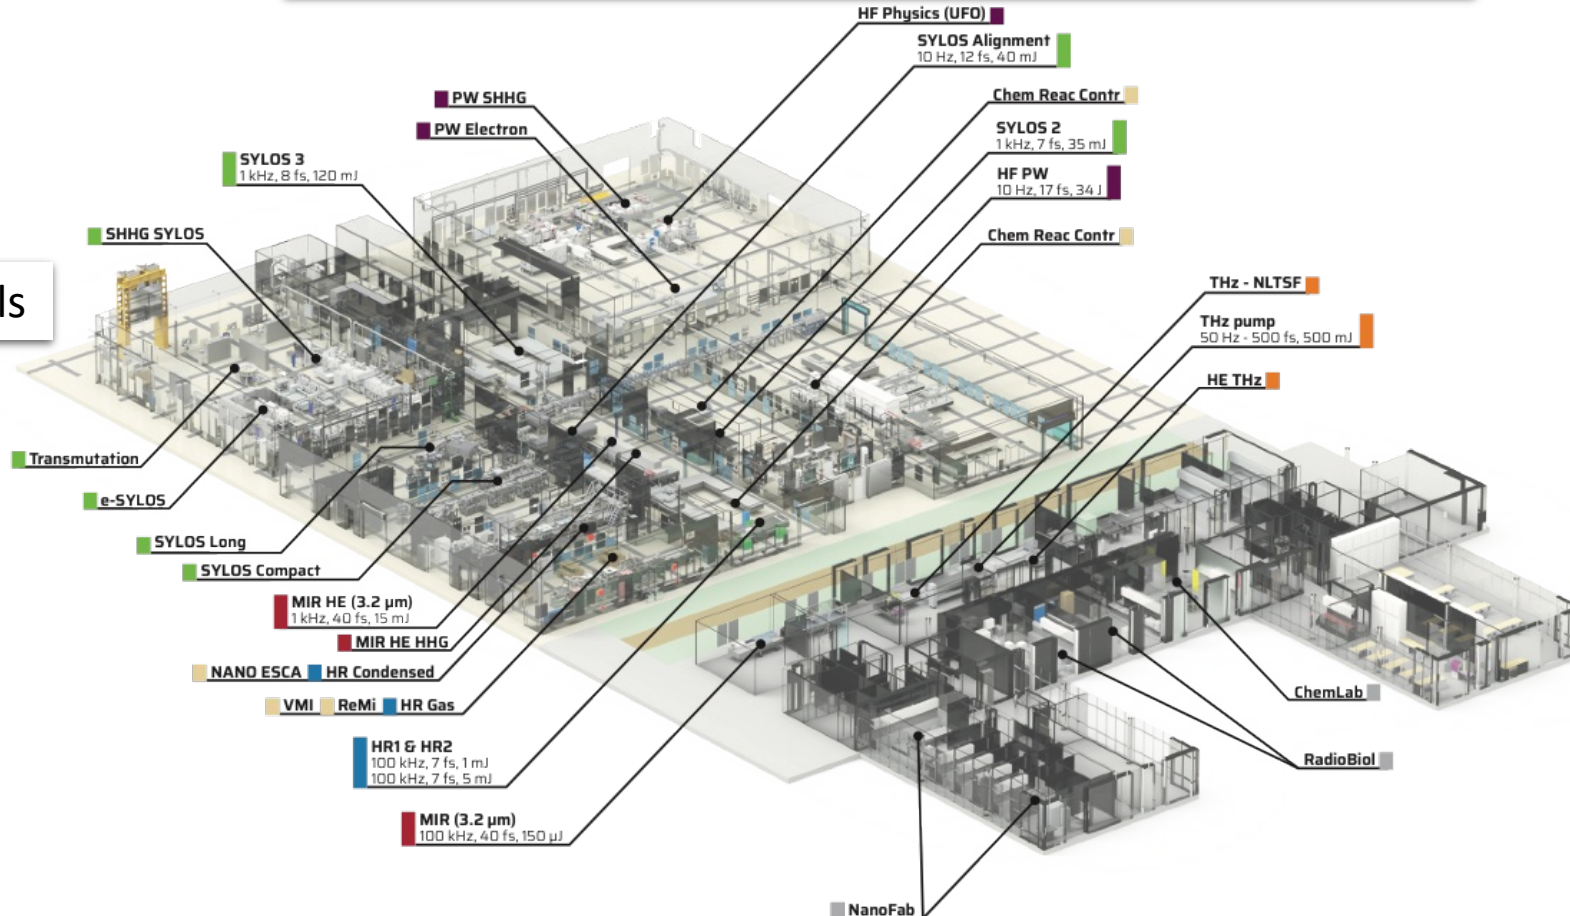 HF Physics (UFO)
SYLOS Alignment
10 Hz, 12 fs, 40 mJ
PW SHHG
Chem Reac Contr
PW Electron
SYLOS 2
1 kHz, 7 fs, 35 mJ
SYLOS 3
1 kHz, 8 fs, 120 mJ
HF PW
10 Hz, 17 fs, 34 J
SHHG SYLOS
Chem Reac Contr
ls
THz - NLTSF
THz pump
50 Hz - 500 fs, 500 mJ
HE THz
Transmutation
e-SYLOS
SYLOS Long
SYLOS Compact
MIR HE (3.2 µm)
1 kHz, 40 fs, 15 mJ
MIR HE HHG
NANO ESCA HR Condensed
VMI ReMi HR Gas
ChemLab
HR1 & HR2
100 kHz, 7 fs, 1 mJ
100 kHz, 7 fs, 5 mJ
RadioBiol
MIR (3.2 µm)
100 kHz, 40 fs, 150 µJ
NanoFab